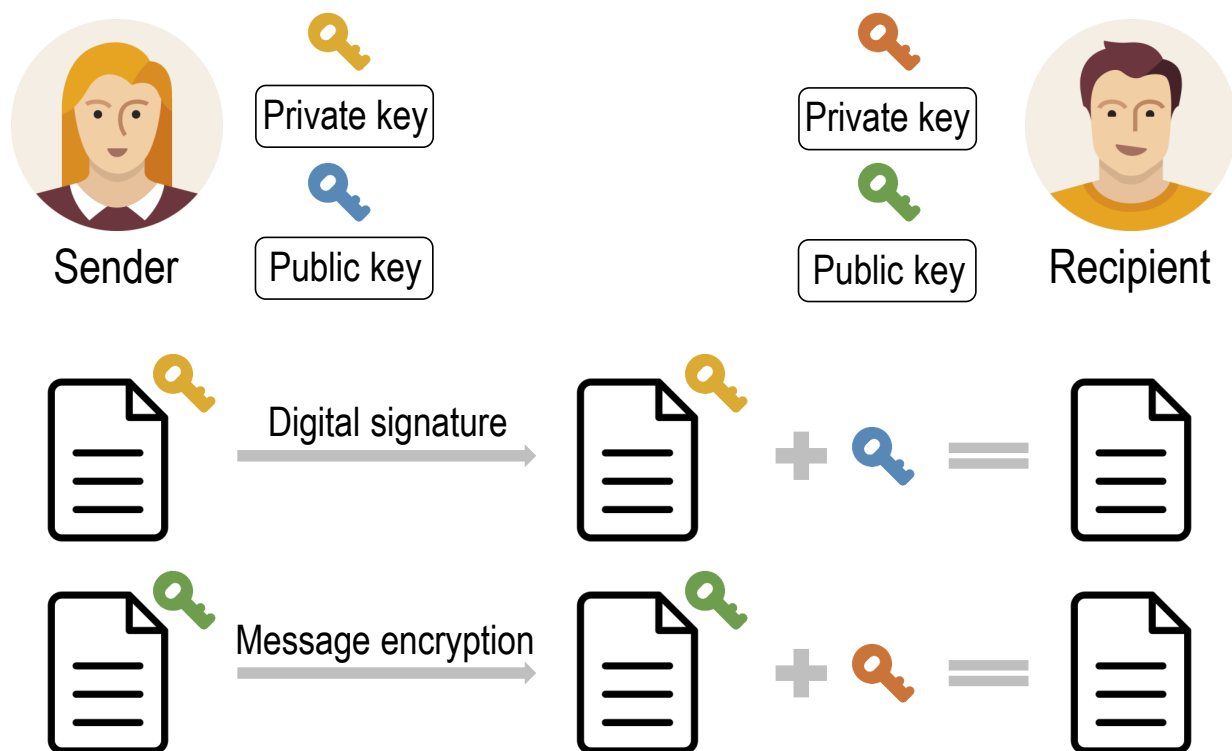 Private key
Private key
Public key
Public key
Sender
Recipient
Digital signature
Message encryption